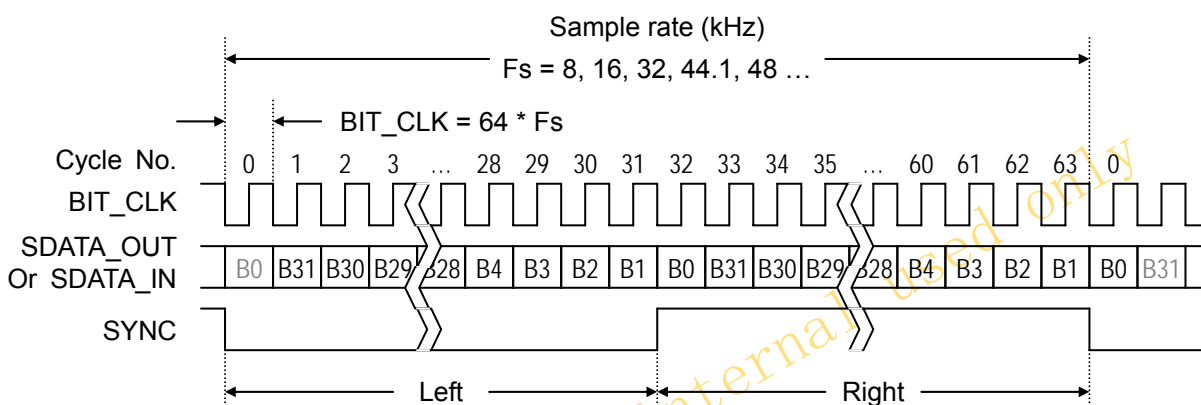 Sample rate (kHz)
Fs = 8, 16, 32, 44.1, 48 …
BIT_CLK = 64 * Fs
Cycle No. 0 1 2 3 … 28 29 30 31 32 33 34 35 … 60 61 62 63 0
BIT_CLK
SDATA_OUT
Or SDATA_IN
B0 B31 B30 B29 B28 B4 B3 B2 B1 B0 B31 B30 B29 B28 B4 B3 B2 B1 B0 B31
SYNC
Left Right
internal used only